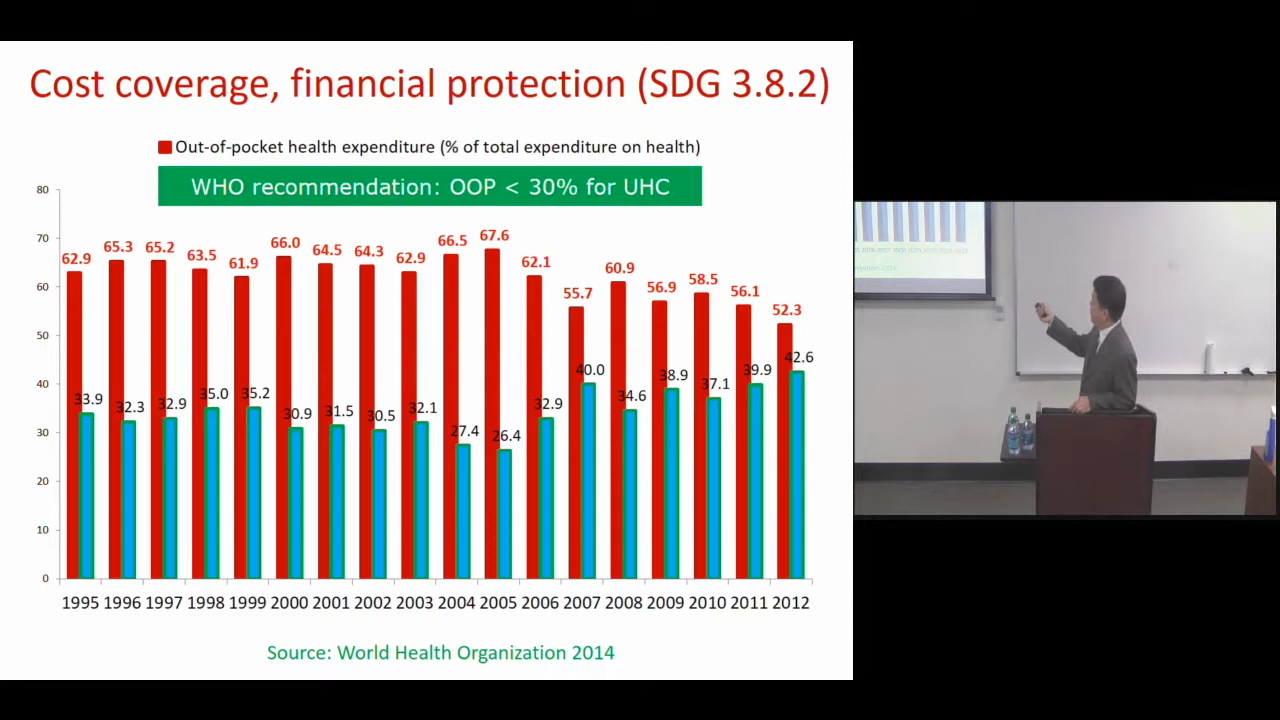 Cost coverage, financial protection (SDG 3.8.2)
Out-of-pocket health expenditure (% of total expenditure on health)
WHO recommendation: OOP < 30% for UHC
80
70
60
50
40
30
20
10
0
62.9 65.3 65.2 63.5 61.9 66.0 64.5 64.3 62.9 66.5 67.6 62.1 55.7 60.9 56.9 58.5 56.1 52.3
33.9 32.3 32.9 35.0 35.2 30.9 31.5 30.5 32.1 27.4 26.4 32.9 40.0 34.6 38.9 37.1 39.9 42.6
1995 1996 1997 1998 1999 2000 2001 2002 2003 2004 2005 2006 2007 2008 2009 2010 2011 2012
Source: World Health Organization 2014